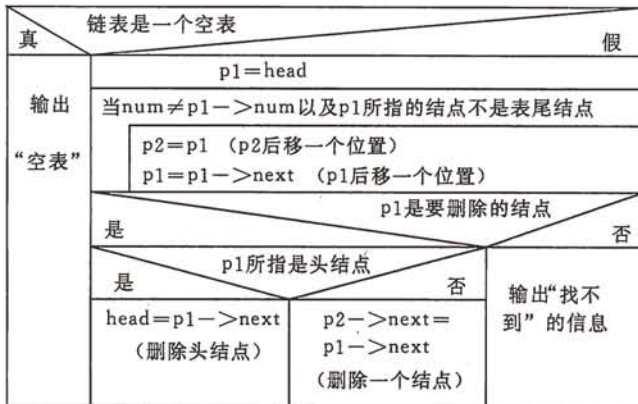 链表是一个空表
真
假
输出
“空表”
p1=head
当num≠p1->num以及p1所指的结点不是表尾结点
p2=p1 (p2后移一个位置)
p1=p1->next (p1后移一个位置)
p1是要删除的结点
是
否
p1所指是头结点
是
否
head=p1->next
(删除头结点)
p2->next=
p1->next
(删除一个结点)
输出“找不
到”的信息